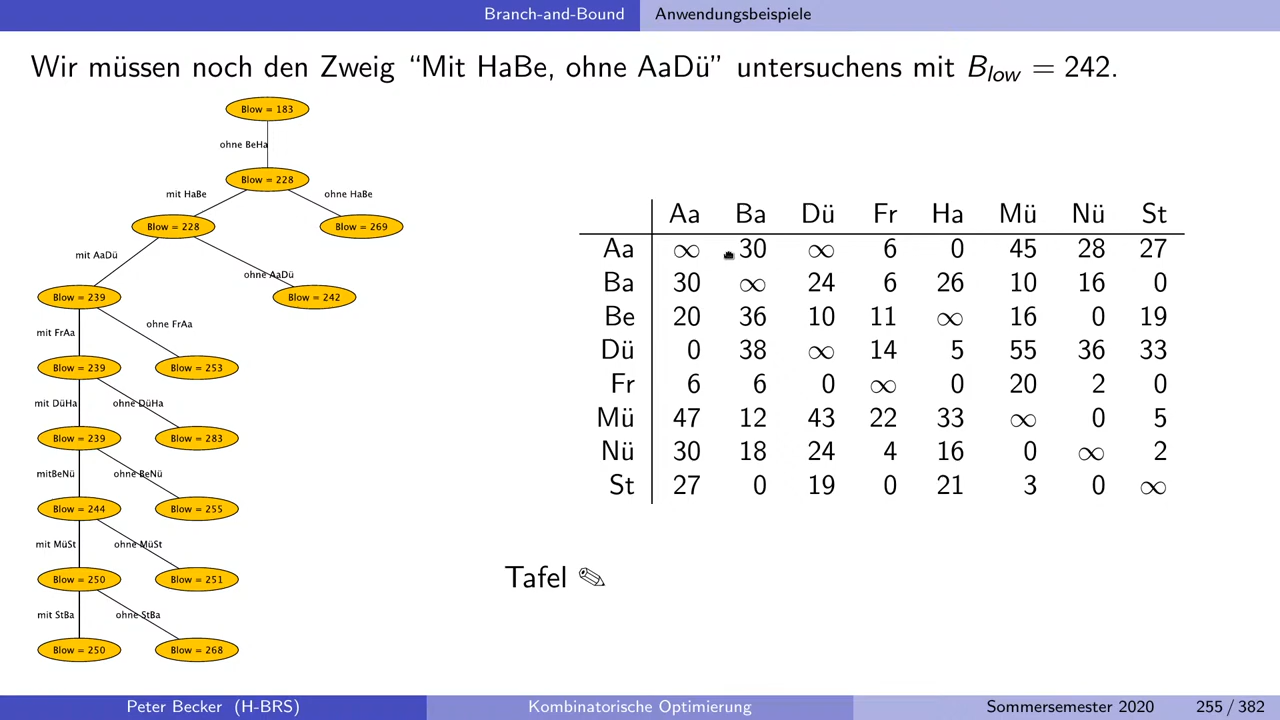 Branch-and-Bound Anwendungsbeispiele
Wir müssen noch den Zweig “Mit HaBe, ohne AaDü” untersuchens mit B_low = 242.
Blow = 183
ohne BeHa
Blow = 228
mit HaBe ohne HaBe
Blow = 228 Blow = 269
mit AaDü ohne AaDü
Blow = 239 Blow = 242
mit FrAa ohne FrAa
Blow = 239 Blow = 253
mit DüHa ohne DüHa
Blow = 239 Blow = 283
mitBeNü ohne BeNü
Blow = 244 Blow = 255
mit MüSt ohne MüSt
Blow = 250 Blow = 251
mit StBa ohne StBa
Blow = 250 Blow = 268
Aa Ba Dü Fr Ha Mü Nü St
Aa ∞ 30 ∞ 6 0 45 28 27
Ba 30 ∞ 24 6 26 10 16 0
Be 20 36 10 11 ∞ 16 0 19
Dü 0 38 ∞ 14 5 55 36 33
Fr 6 6 0 ∞ 0 20 2 0
Mü 47 12 43 22 33 ∞ 0 5
Nü 30 18 24 4 16 0 ∞ 2
St 27 0 19 0 21 3 0 ∞
Tafel ✎
Peter Becker (H-BRS) Kombinatorische Optimierung Sommersemester 2020 255 / 382